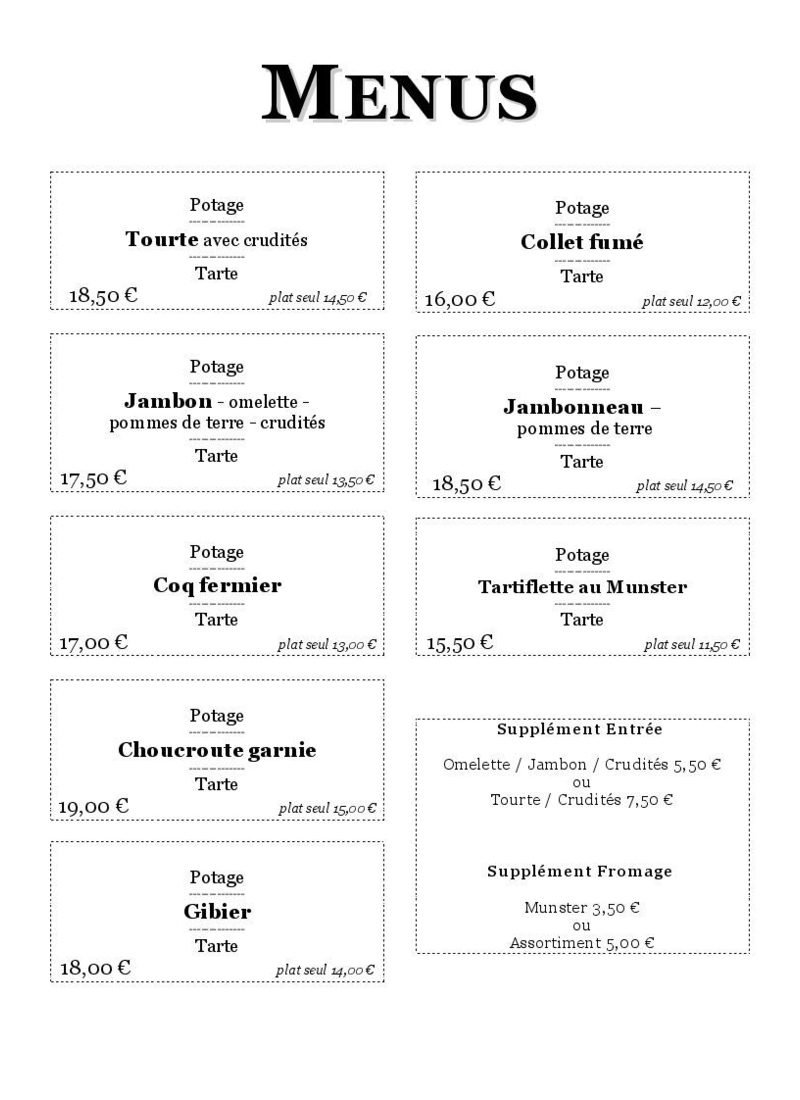 MENUS
Potage
-------------
Tourte avec crudités
-------------
Tarte
18,50 €
plat seul 14,50 €
Potage
-------------
Jambon - omelette -
pommes de terre - crudités
-------------
Tarte
17,50 €
plat seul 13,50 €
Potage
-------------
Coq fermier
-------------
Tarte
17,00 €
plat seul 13,00 €
Potage
-------------
Choucroute garnie
-------------
Tarte
19,00 €
plat seul 15,00 €
Potage
-------------
Gibier
-------------
Tarte
18,00 €
plat seul 14,00 €
Potage
-------------
Collet fumé
-------------
Tarte
16,00 €
plat seul 12,00 €
Potage
-------------
Jambonneau –
pommes de terre
-------------
Tarte
18,50 €
plat seul 14,50 €
Potage
-------------
Tartiflette au Munster
-------------
Tarte
15,50 €
plat seul 11,50 €
Supplément Entrée
Omelette / Jambon / Crudités 5,50 €
ou
Tourte / Crudités 7,50 €
Supplément Fromage
Munster 3,50 €
ou
Assortiment 5,00 €